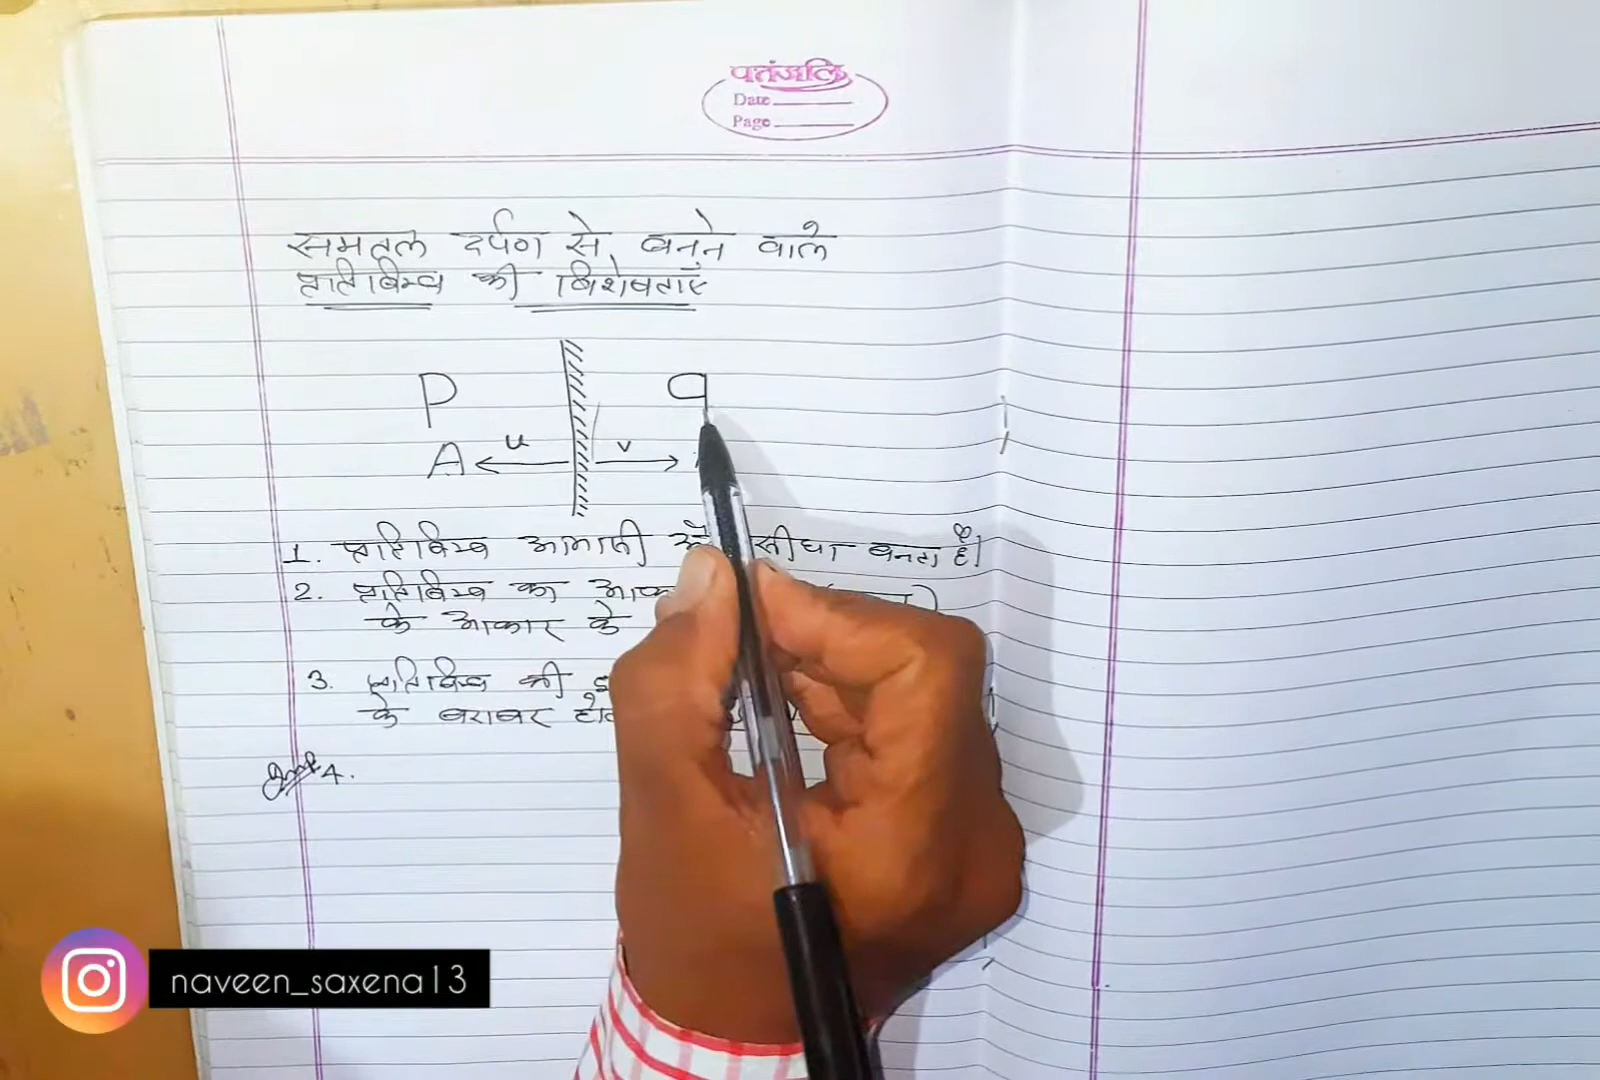 पतंजलि
Date
Page
समतल दर्पण से बनने वाले
प्रतिबिम्ब की विशेषताएँ
P
q
u
v
A
1. प्रतिबिम्ब आभासी सीधा बनता है।
2. प्रतिबिम्ब का
के आकार के
3. प्रतिबिम्ब की
के बराबर
Imp 4.
naveen_saxena13